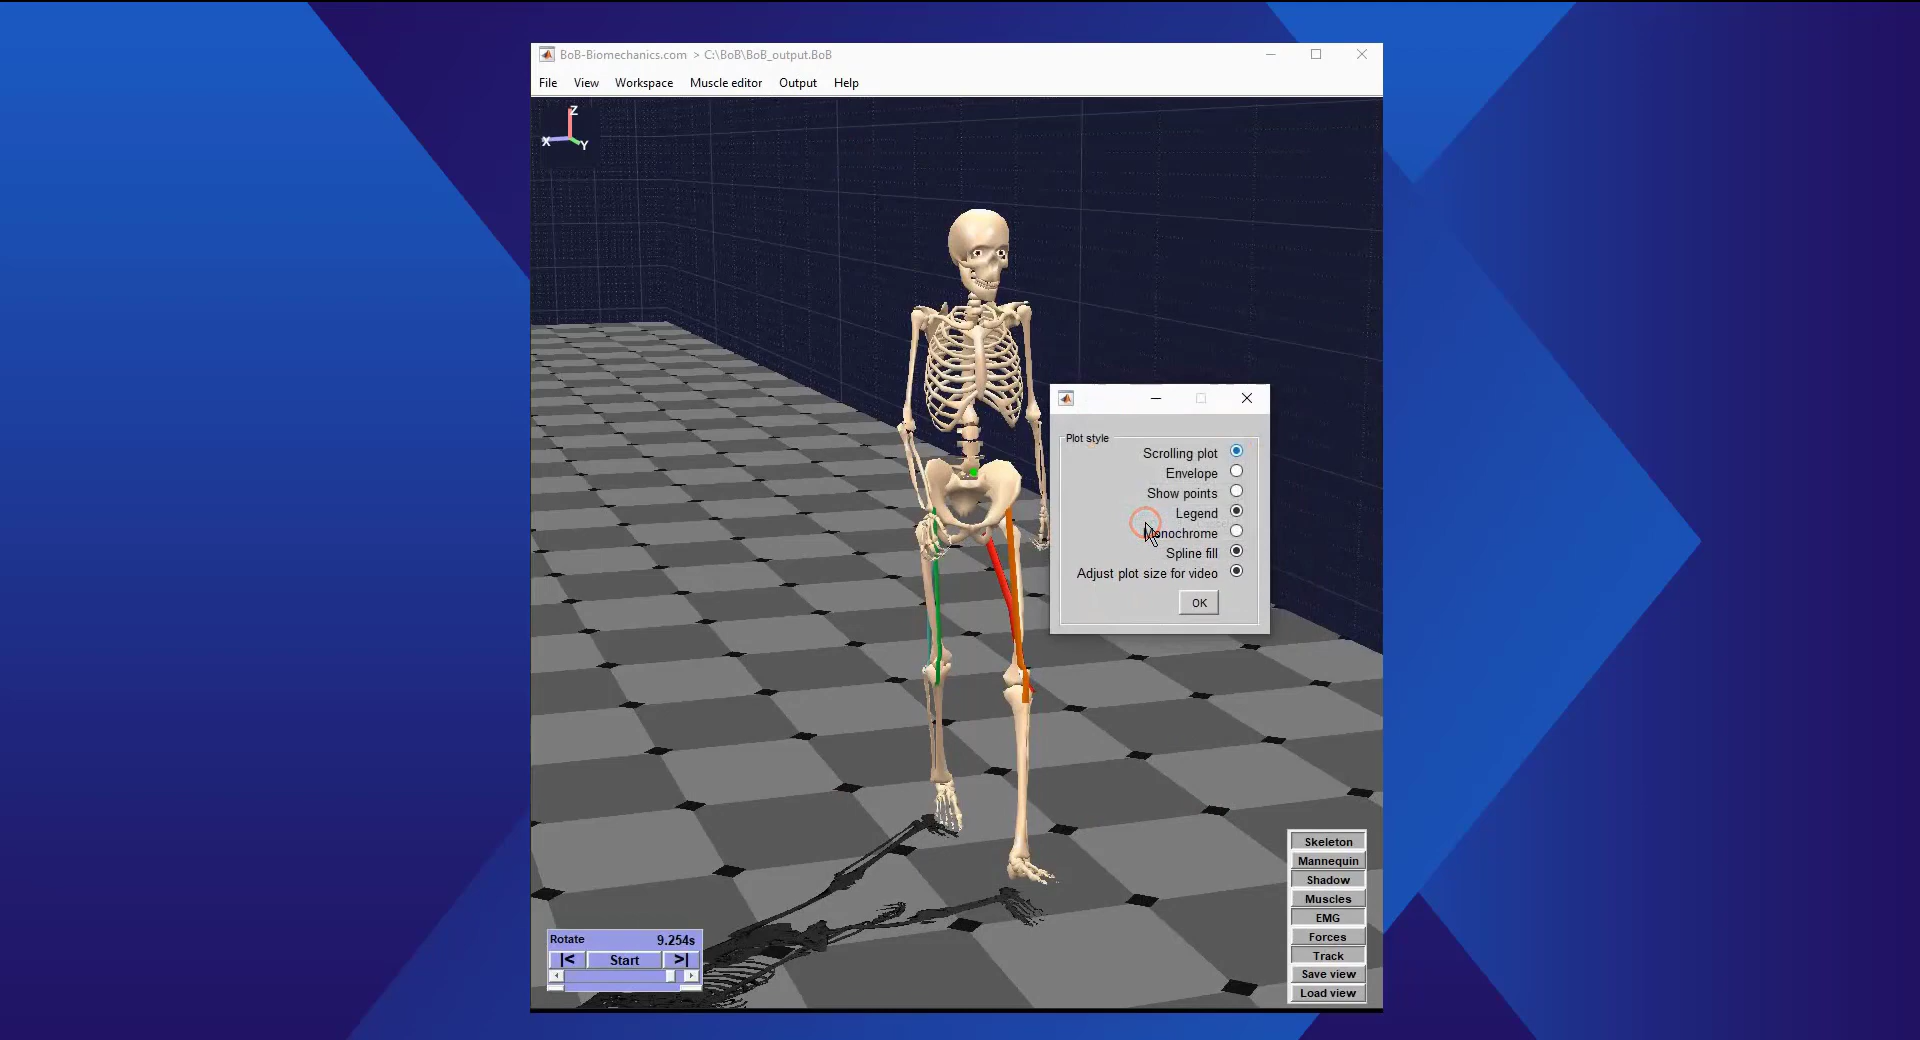 BoB-Biomechanics.com > C:\BoB\BoB_output.BoB
File View Workspace Muscle editor Output Help
Z
X
Y
Plot style
Scrolling plot
Envelope
Show points
Legend
Monochrome
Spline fill
Adjust plot size for video
OK
Skeleton
Mannequin
Shadow
Muscles
EMG
Forces
Track
Save view
Load view
Rotate 9.254s
|< Start >|